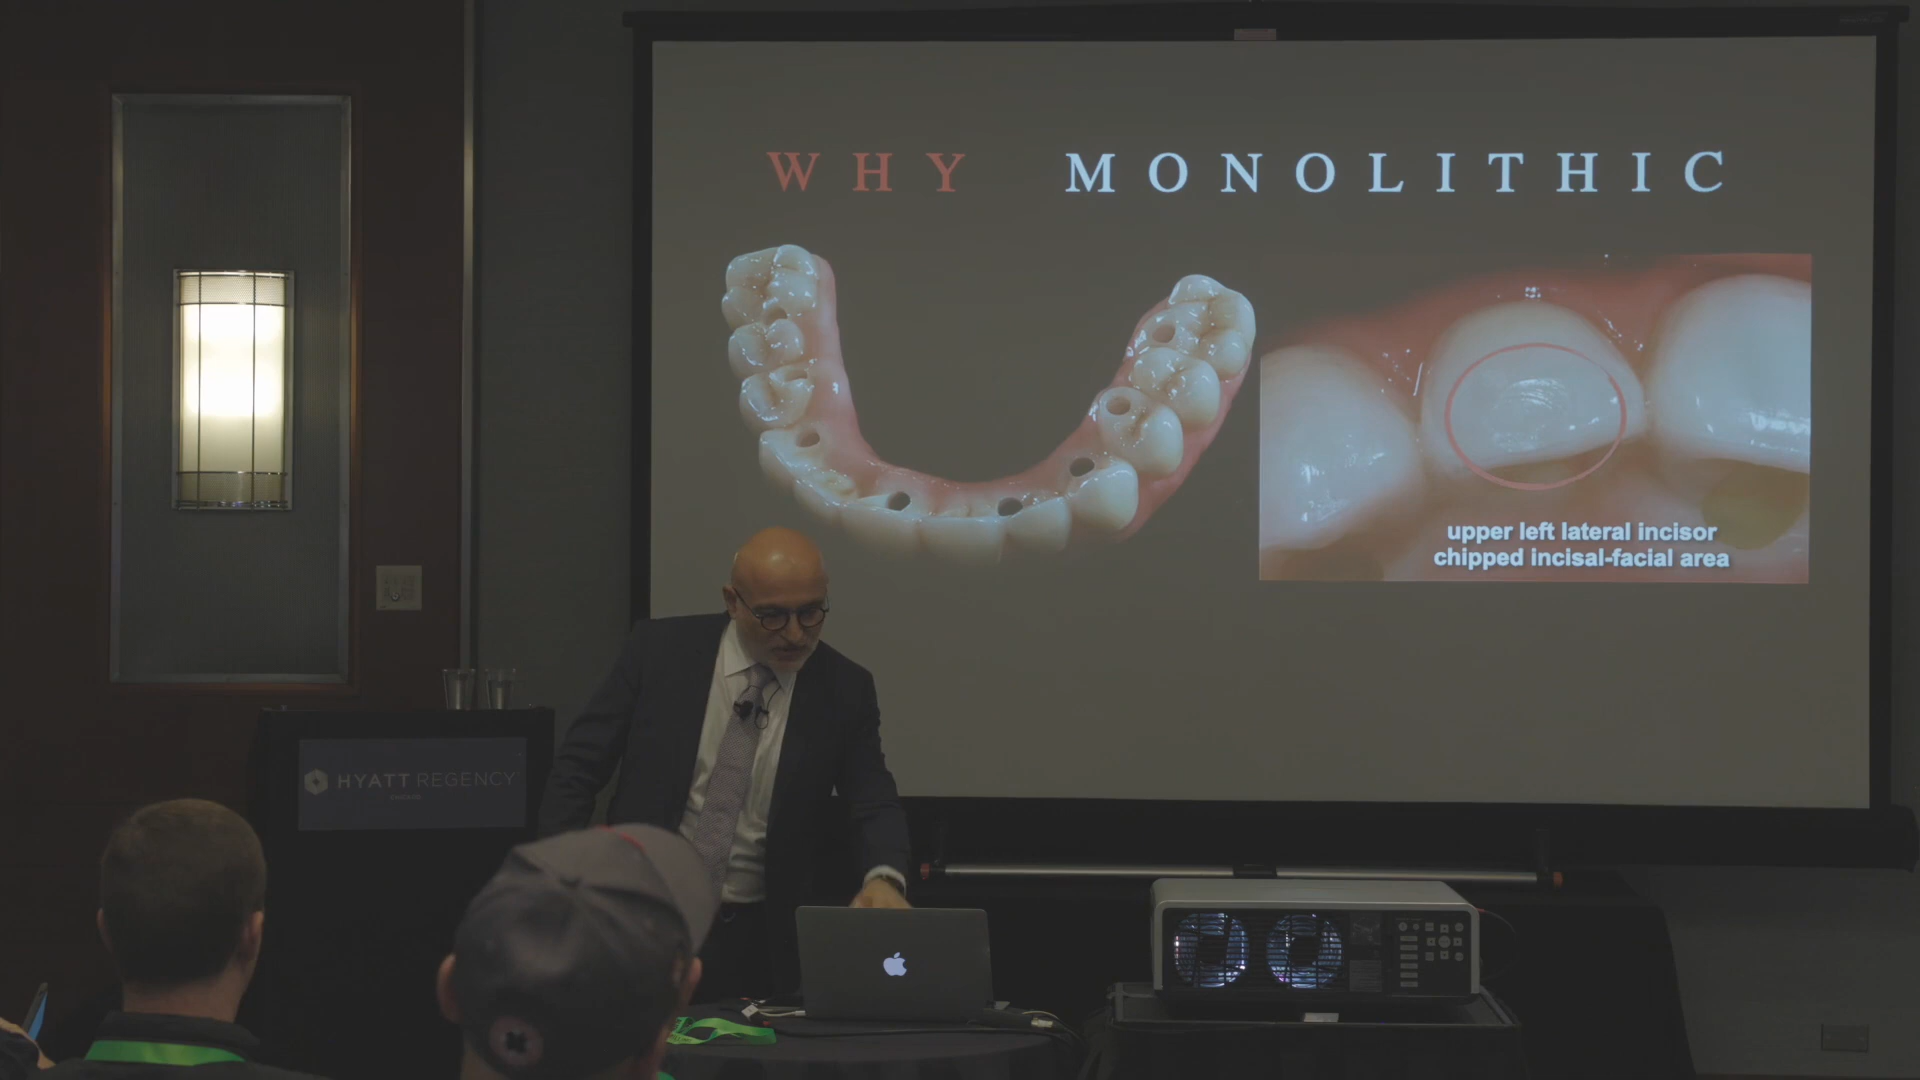 WHY MONOLITHIC
upper left lateral incisor
chipped incisal-facial area
HYATT REGENCY